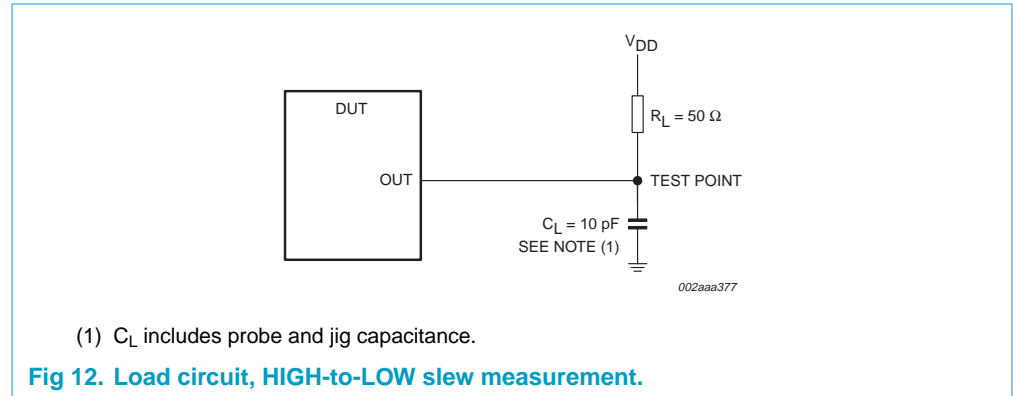 VDD
DUT
RL = 50 Ω
OUT
TEST POINT
CL = 10 pF
SEE NOTE (1)
002aaa377
(1) CL includes probe and jig capacitance.
Fig 12. Load circuit, HIGH-to-LOW slew measurement.